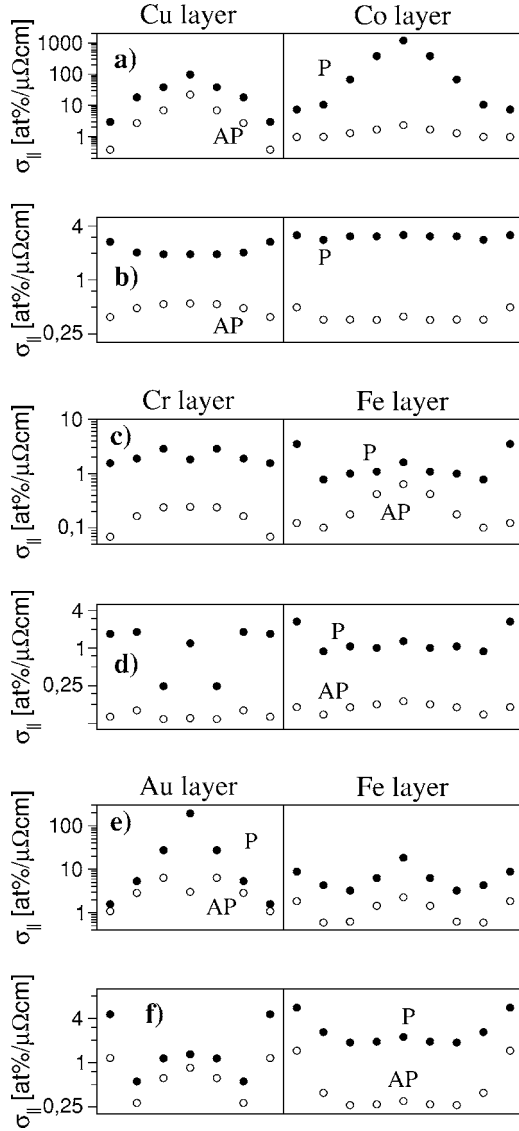 Cu layer Co layer
σ|| [at%/μΩcm]
1000
100
10
1
a)
P
AP
σ|| [at%/μΩcm]
4
1
0,25
b)
P
AP
Cr layer Fe layer
σ|| [at%/μΩcm]
10
1
0,1
c)
P
AP
σ|| [at%/μΩcm]
4
1
0,25
d)
P
AP
Au layer Fe layer
σ|| [at%/μΩcm]
100
10
1
e)
P
AP
σ|| [at%/μΩcm]
4
1
0,25
f)
P
AP